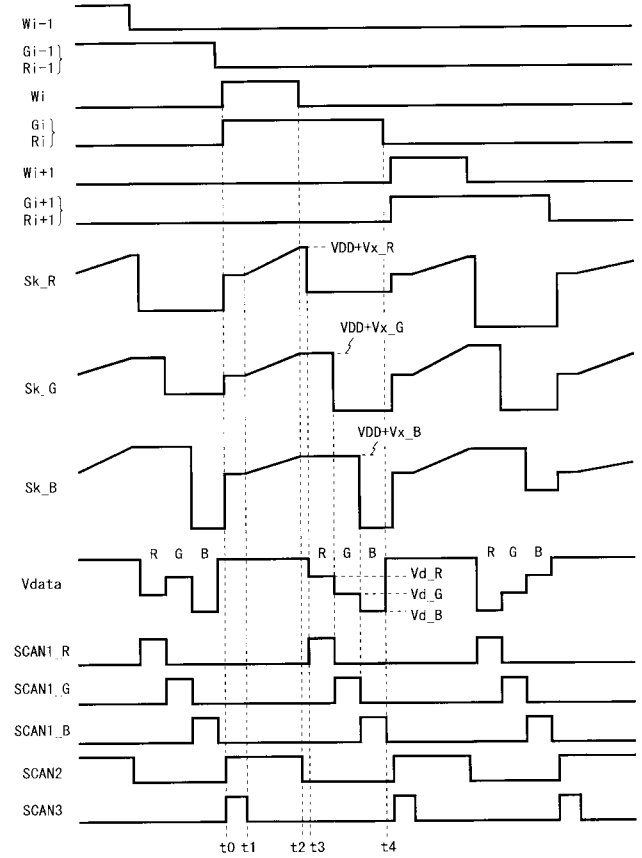 Wi-1
Gi-1
Ri-1
Wi
Gi
Ri
Wi+1
Gi+1
Ri+1
VDD+Vx_R
Sk_R
VDD+Vx_G
Sk_G
VDD+Vx_B
Sk_B
R G B R G B R G B
Vdata
Vd_R
Vd_G
Vd_B
SCAN1_R
SCAN1_G
SCAN1_B
SCAN2
SCAN3
t0 t1 t2 t3 t4